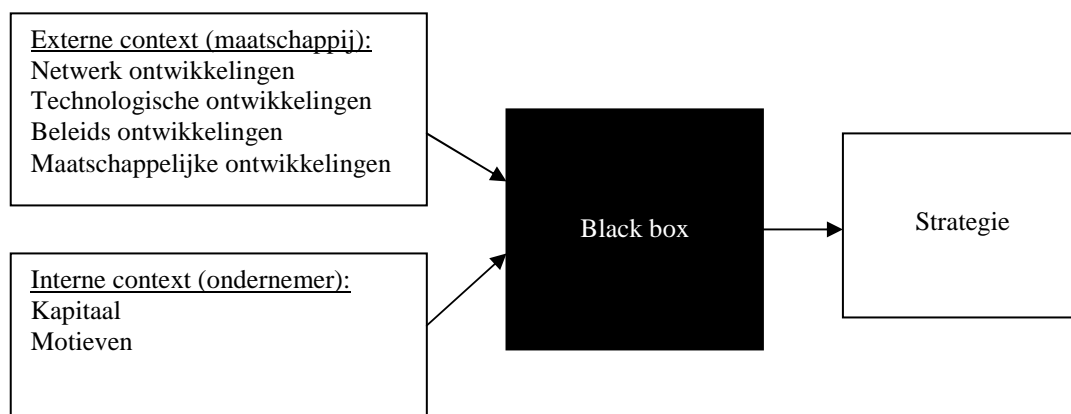 Externe context (maatschappij):
Netwerk ontwikkelingen
Technologische ontwikkelingen
Beleids ontwikkelingen
Maatschappelijke ontwikkelingen
Interne context (ondernemer):
Kapitaal
Motieven
Black box
Strategie